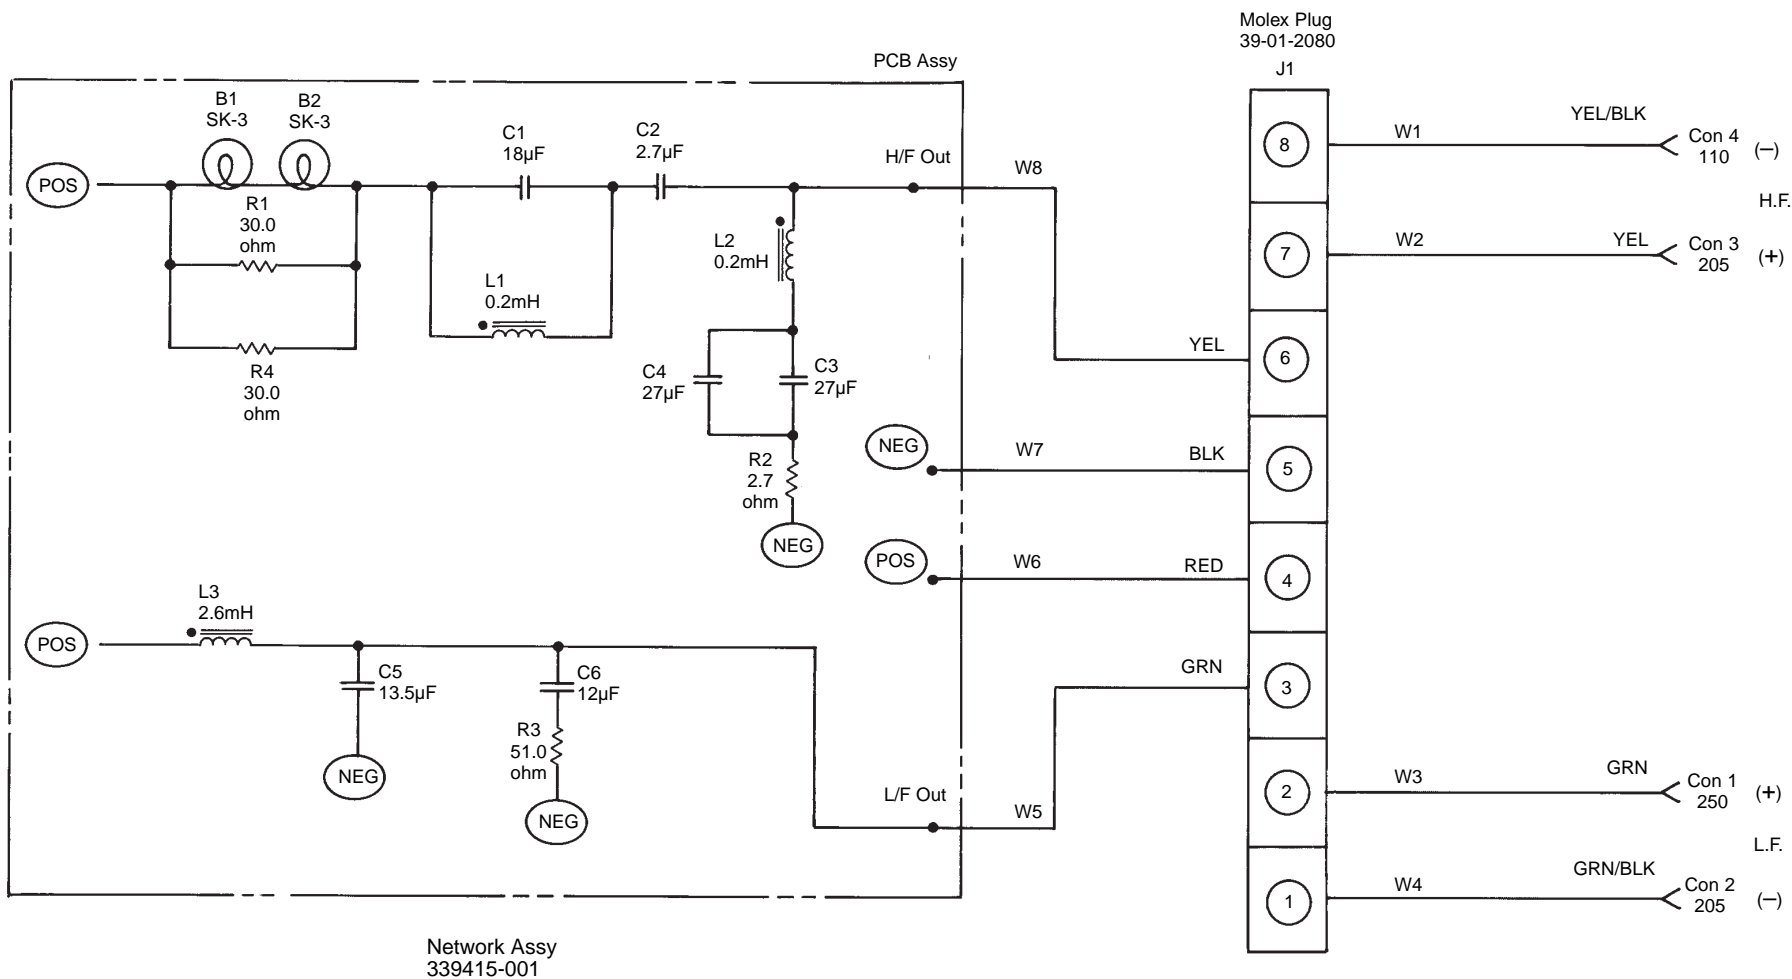 Molex Plug
39-01-2080
J1
PCB Assy
B1
SK-3
B2
SK-3
C1
18µF
C2
2.7µF
H/F Out
W8
POS
R1
30.0
ohm
L1
0.2mH
R4
30.0
ohm
L2
0.2mH
C4
27µF
C3
27µF
R2
2.7
ohm
NEG
NEG
W7
BLK
POS
W6
RED
YEL
L3
2.6mH
POS
C5
13.5µF
NEG
C6
12µF
R3
51.0
ohm
NEG
L/F Out
W5
GRN
8
7
6
5
4
3
2
1
W1
YEL/BLK
Con 4
110
(–)
H.F.
W2
YEL
Con 3
205
(+)
W3
GRN
Con 1
250
(+)
L.F.
W4
GRN/BLK
Con 2
205
(–)
Network Assy
339415-001